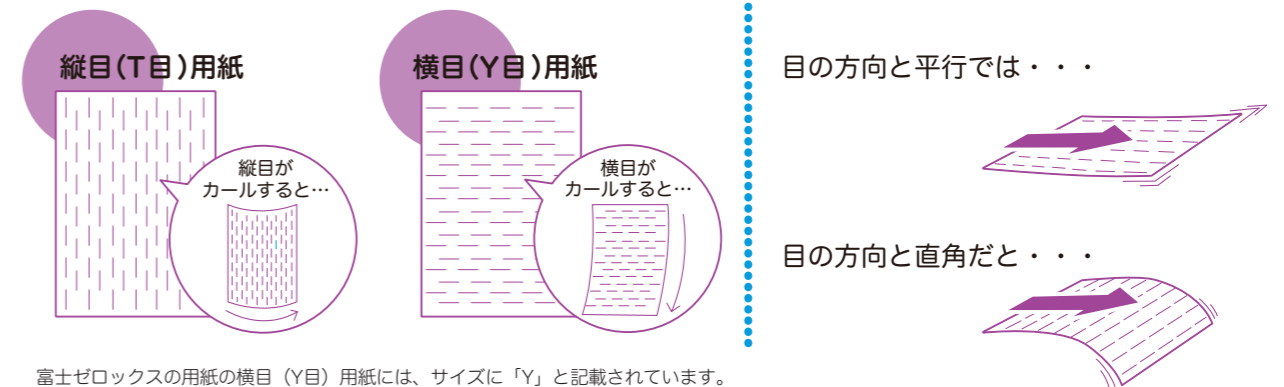 縦目(T目)用紙
縦目が
カールすると…
横目(Y目)用紙
横目が
カールすると…
目の方向と平行では・・・
目の方向と直角だと・・・
富士ゼロックスの用紙の横目（Y目）用紙には、サイズに「Y」と記載されています。